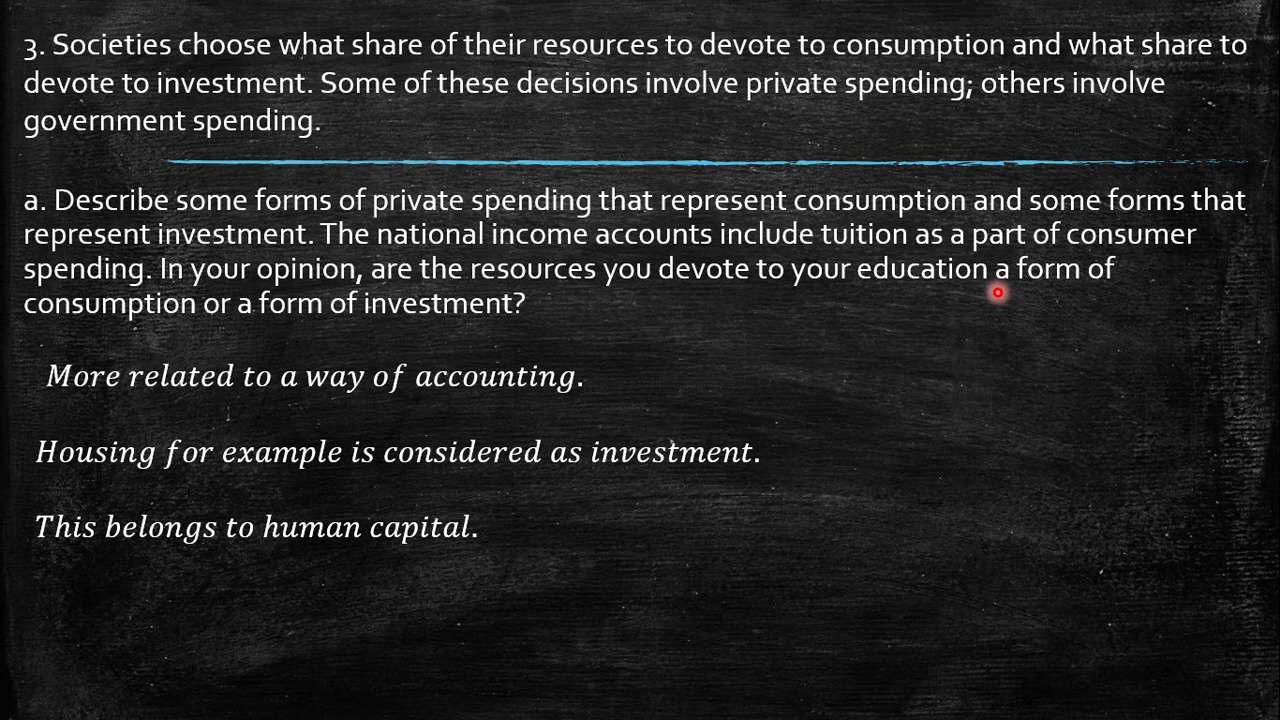 3. Societies choose what share of their resources to devote to consumption and what share to
devote to investment. Some of these decisions involve private spending; others involve
government spending.
a. Describe some forms of private spending that represent consumption and some forms that
represent investment. The national income accounts include tuition as a part of consumer
spending. In your opinion, are the resources you devote to your education a form of
consumption or a form of investment?
More related to a way of accounting.
Housing for example is considered as investment.
This belongs to human capital.